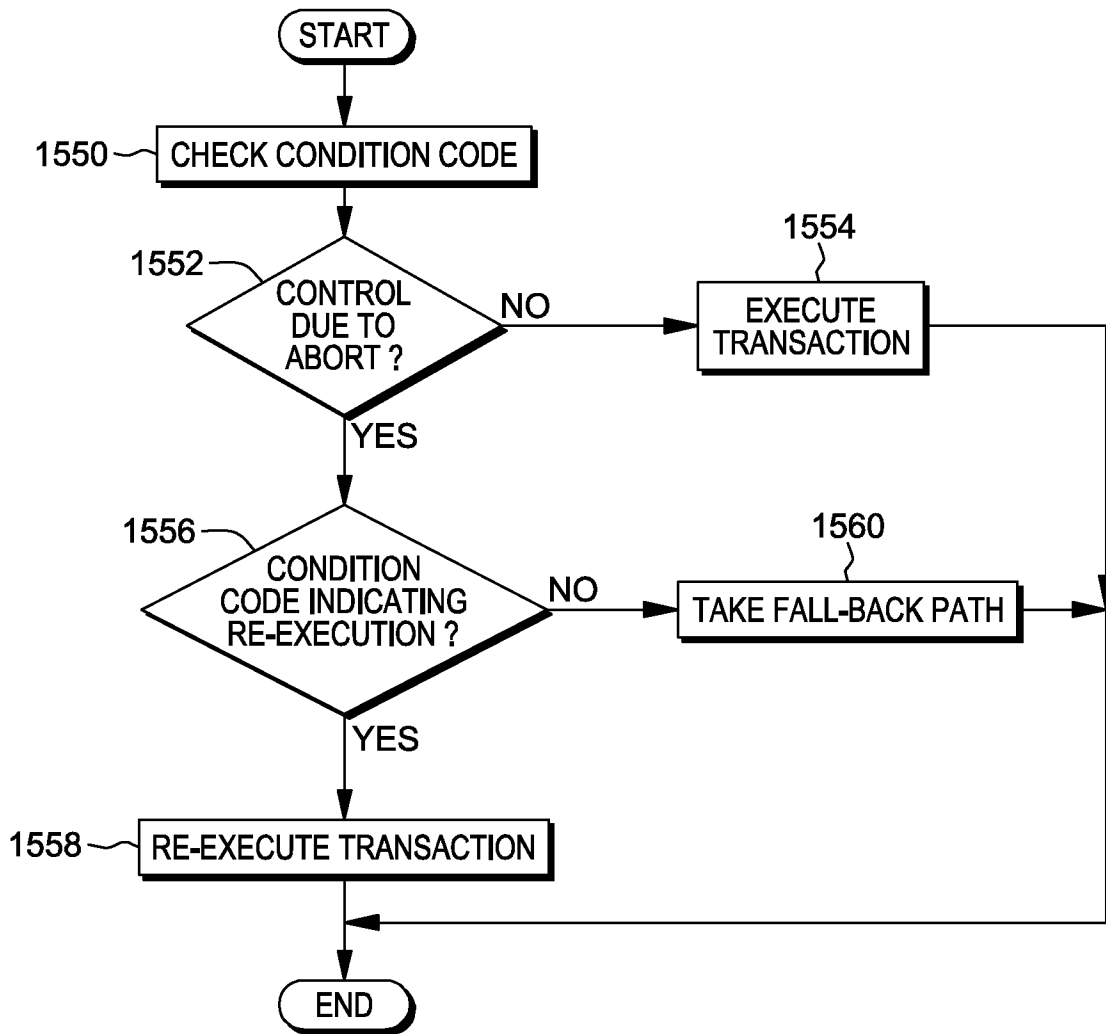 START
1550
CHECK CONDITION CODE
1552
CONTROL
DUE TO
ABORT ?
NO
1554
EXECUTE
TRANSACTION
YES
1556
CONDITION
CODE INDICATING
RE-EXECUTION ?
NO
1560
TAKE FALL-BACK PATH
YES
1558
RE-EXECUTE TRANSACTION
END